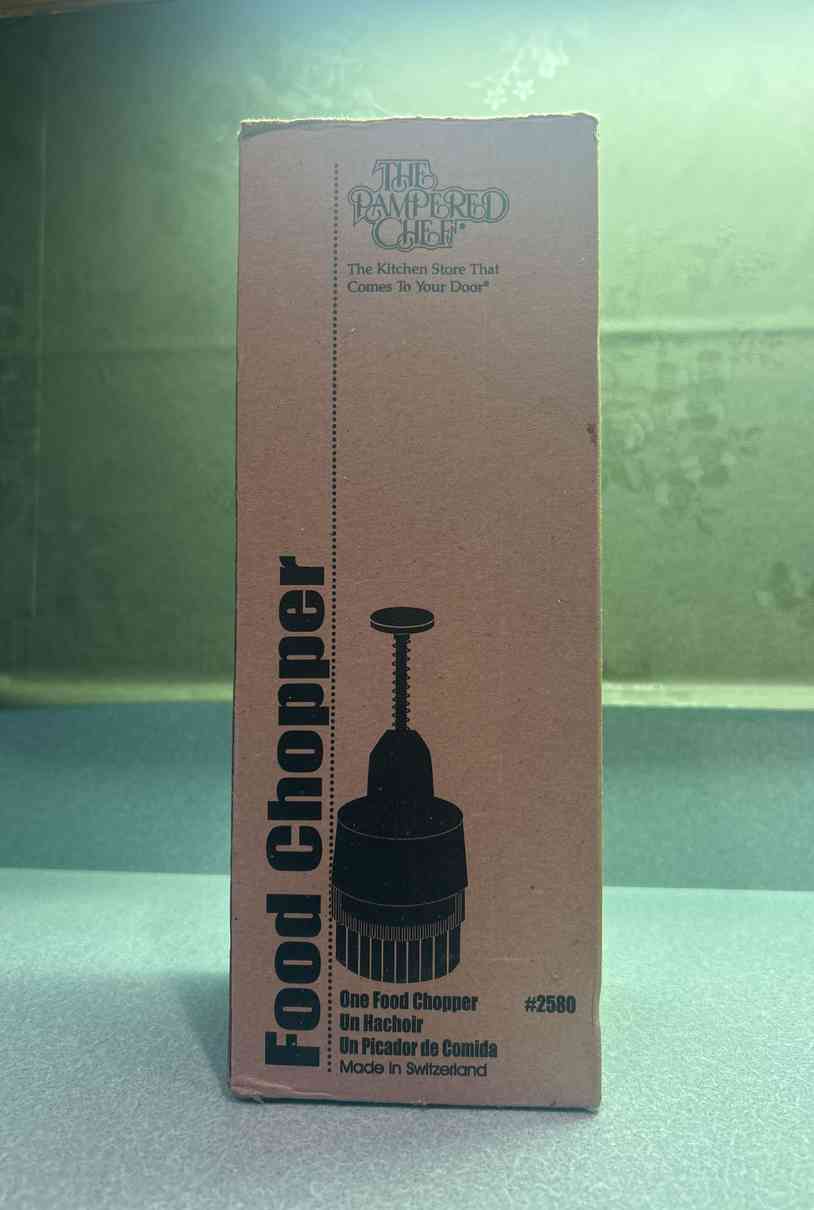 THE
PAMPERED
CHEF®
The Kitchen Store That
Comes To Your Door®
Food Chopper
One Food Chopper
#2580
Un Hachoir
Un Picador de Comida
Made in Switzerland